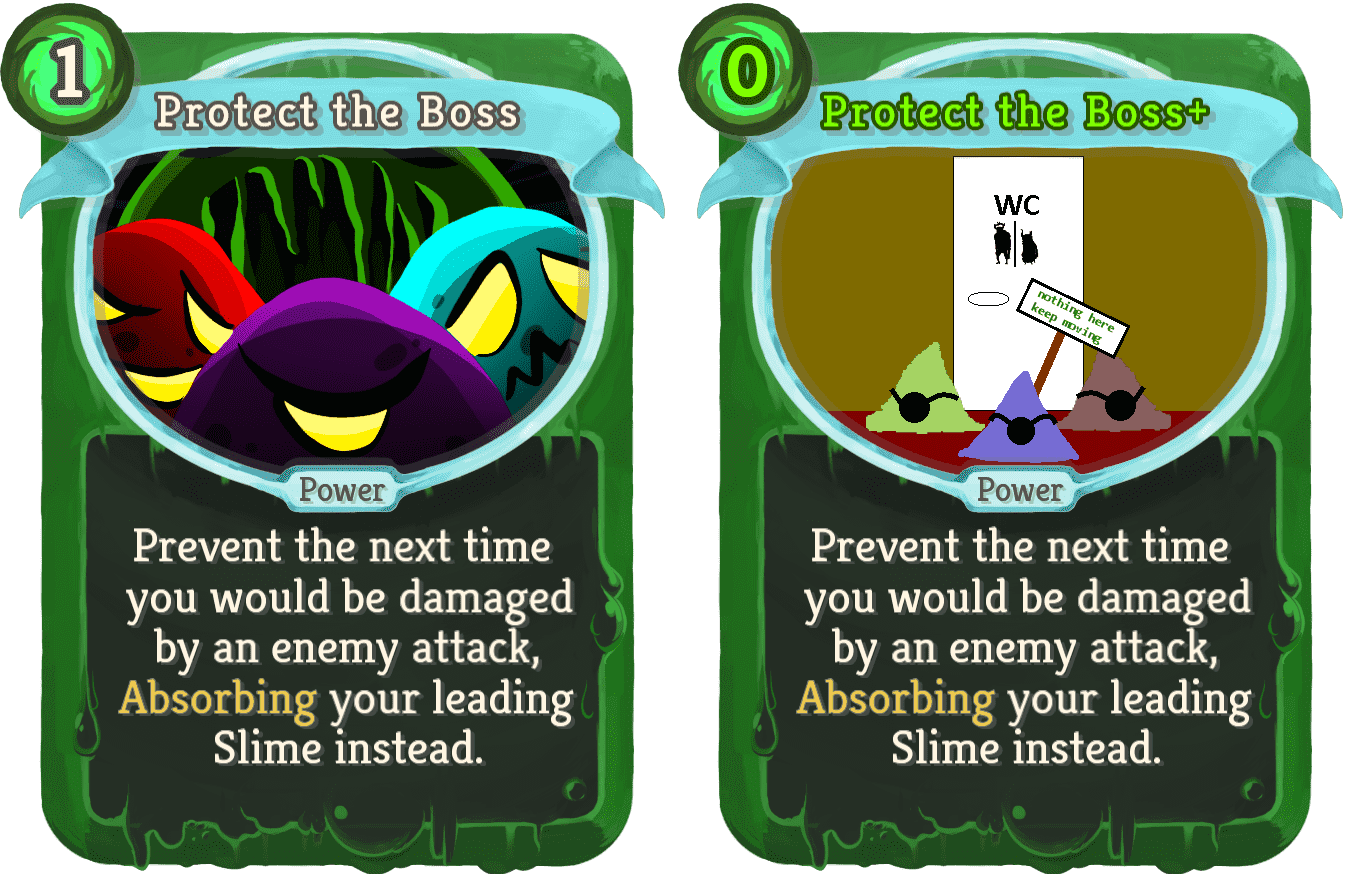 1
Protect the Boss
Power
Prevent the next time
you would be damaged
by an enemy attack,
Absorbing your leading
Slime instead.
0
Protect the Boss+
WC
nothing here
keep moving
Power
Prevent the next time
you would be damaged
by an enemy attack,
Absorbing your leading
Slime instead.